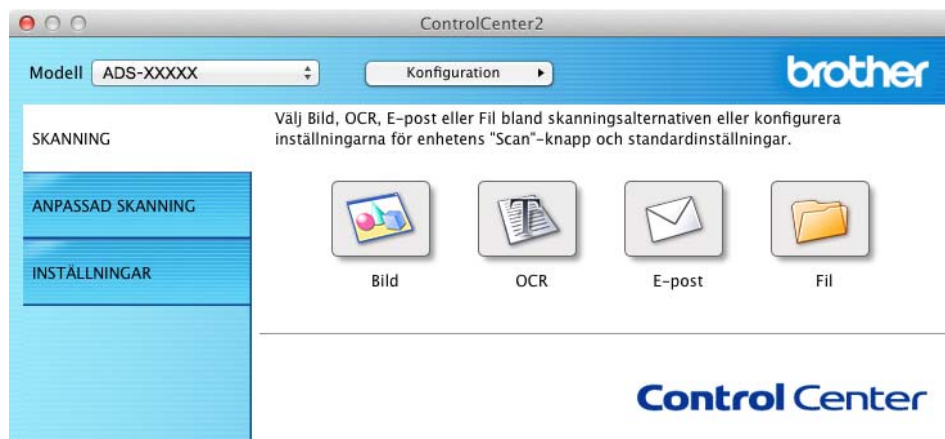 ControlCenter2
Modell ADS-XXXXX Konfiguration brother
SKANNING
Välj Bild, OCR, E-post eller Fil bland skanningsalternativen eller konfigurera
inställningarna för enhetens "Scan"-knapp och standardinställningar.
ANPASSAD SKANNING
INSTÄLLNINGAR
Bild OCR E-post Fil
Control Center